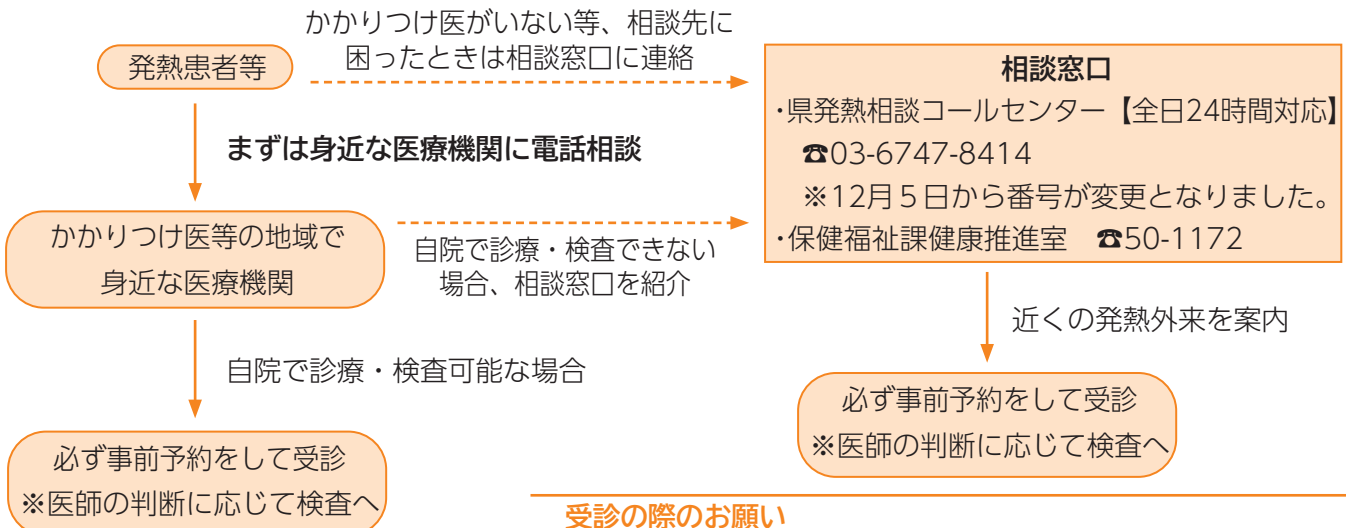 発熱患者等
かかりつけ医がいない等、相談先に
困ったときは相談窓口に連絡
まずは身近な医療機関に電話相談
かかりつけ医等の地域で
身近な医療機関
自院で診療・検査できない
場合、相談窓口を紹介
自院で診療・検査可能な場合
必ず事前予約をして受診
※医師の判断に応じて検査へ
相談窓口
・県発熱相談コールセンター【全日24時間対応】
☎03-6747-8414
※12月5日から番号が変更となりました。
・保健福祉課健康推進室　☎50-1172
近くの発熱外来を案内
必ず事前予約をして受診
※医師の判断に応じて検査へ
受診の際のお願い